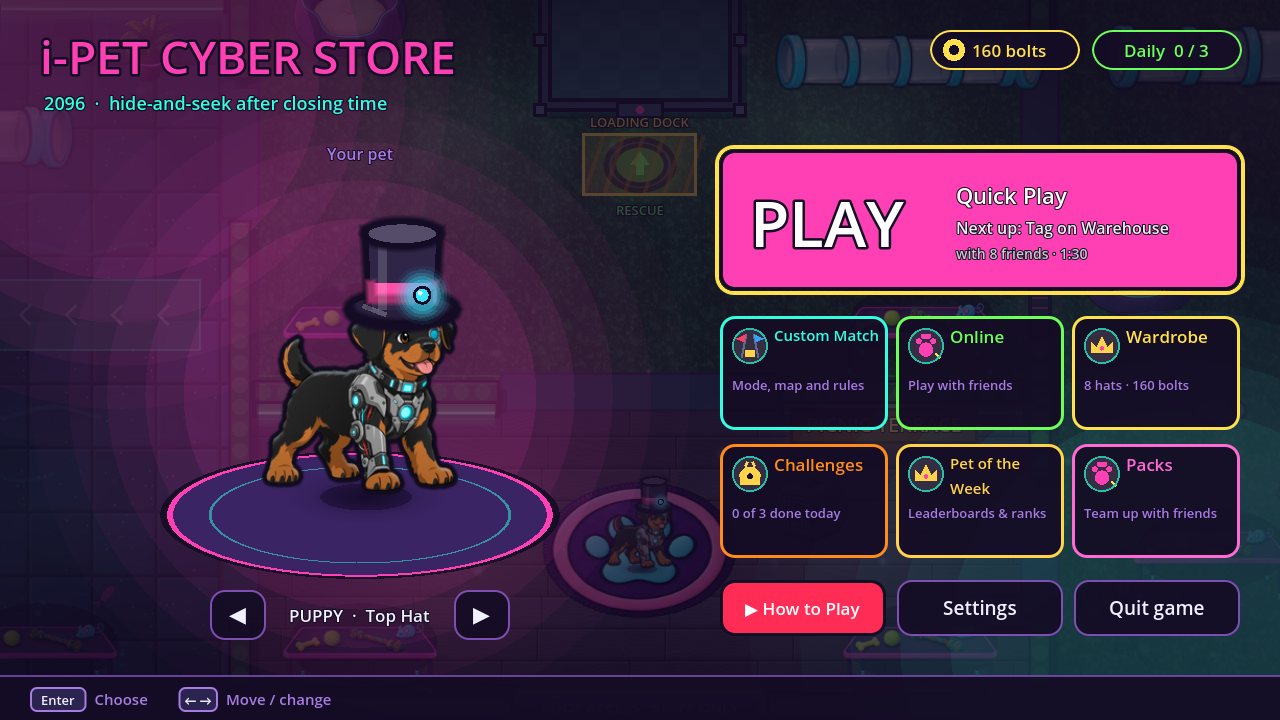 i-PET CYBER STORE
2096 · hide-and-seek after closing time
160 bolts
Daily 0 / 3
LOADING DOCK
RESCUE
Your pet
PLAY
Quick Play
Next up: Tag on Warehouse
with 8 friends · 1:30
Custom Match
Mode, map and rules
Online
Play with friends
Wardrobe
8 hats · 160 bolts
Challenges
0 of 3 done today
Pet of the
Week
Leaderboards & ranks
Packs
Team up with friends
◀ PUPPY · Top Hat ▶
▶ How to Play
Settings
Quit game
Enter Choose
←→ Move / change